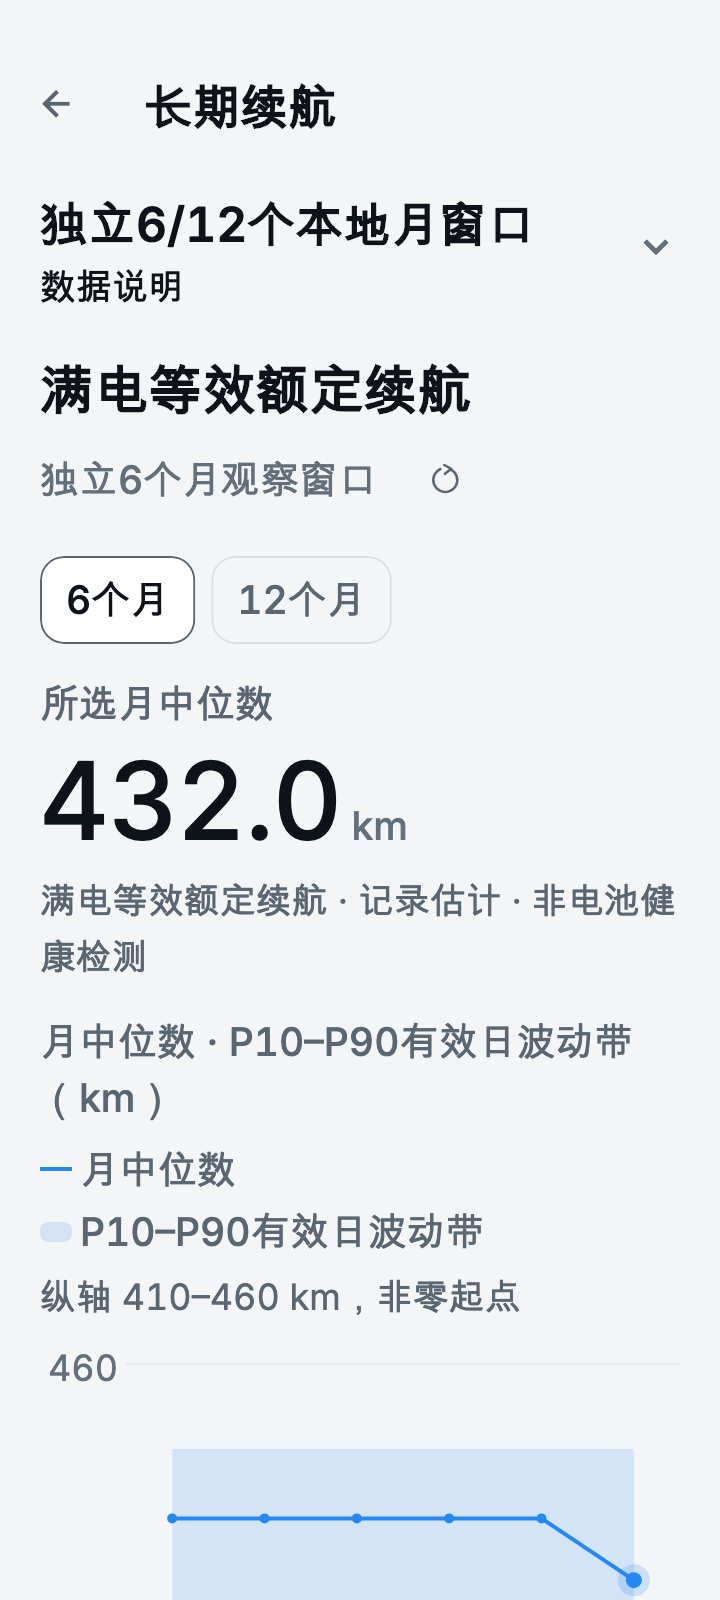 长期续航
独立6/12个本地月窗口
数据说明
满电等效额定续航
独立6个月观察窗口
6个月
12个月
所选月中位数
432.0 km
满电等效额定续航 · 记录估计 · 非电池健
康检测
月中位数 · P10–P90有效日波动带
（ km ）
月中位数
P10–P90有效日波动带
纵轴 410–460 km，非零起点
460